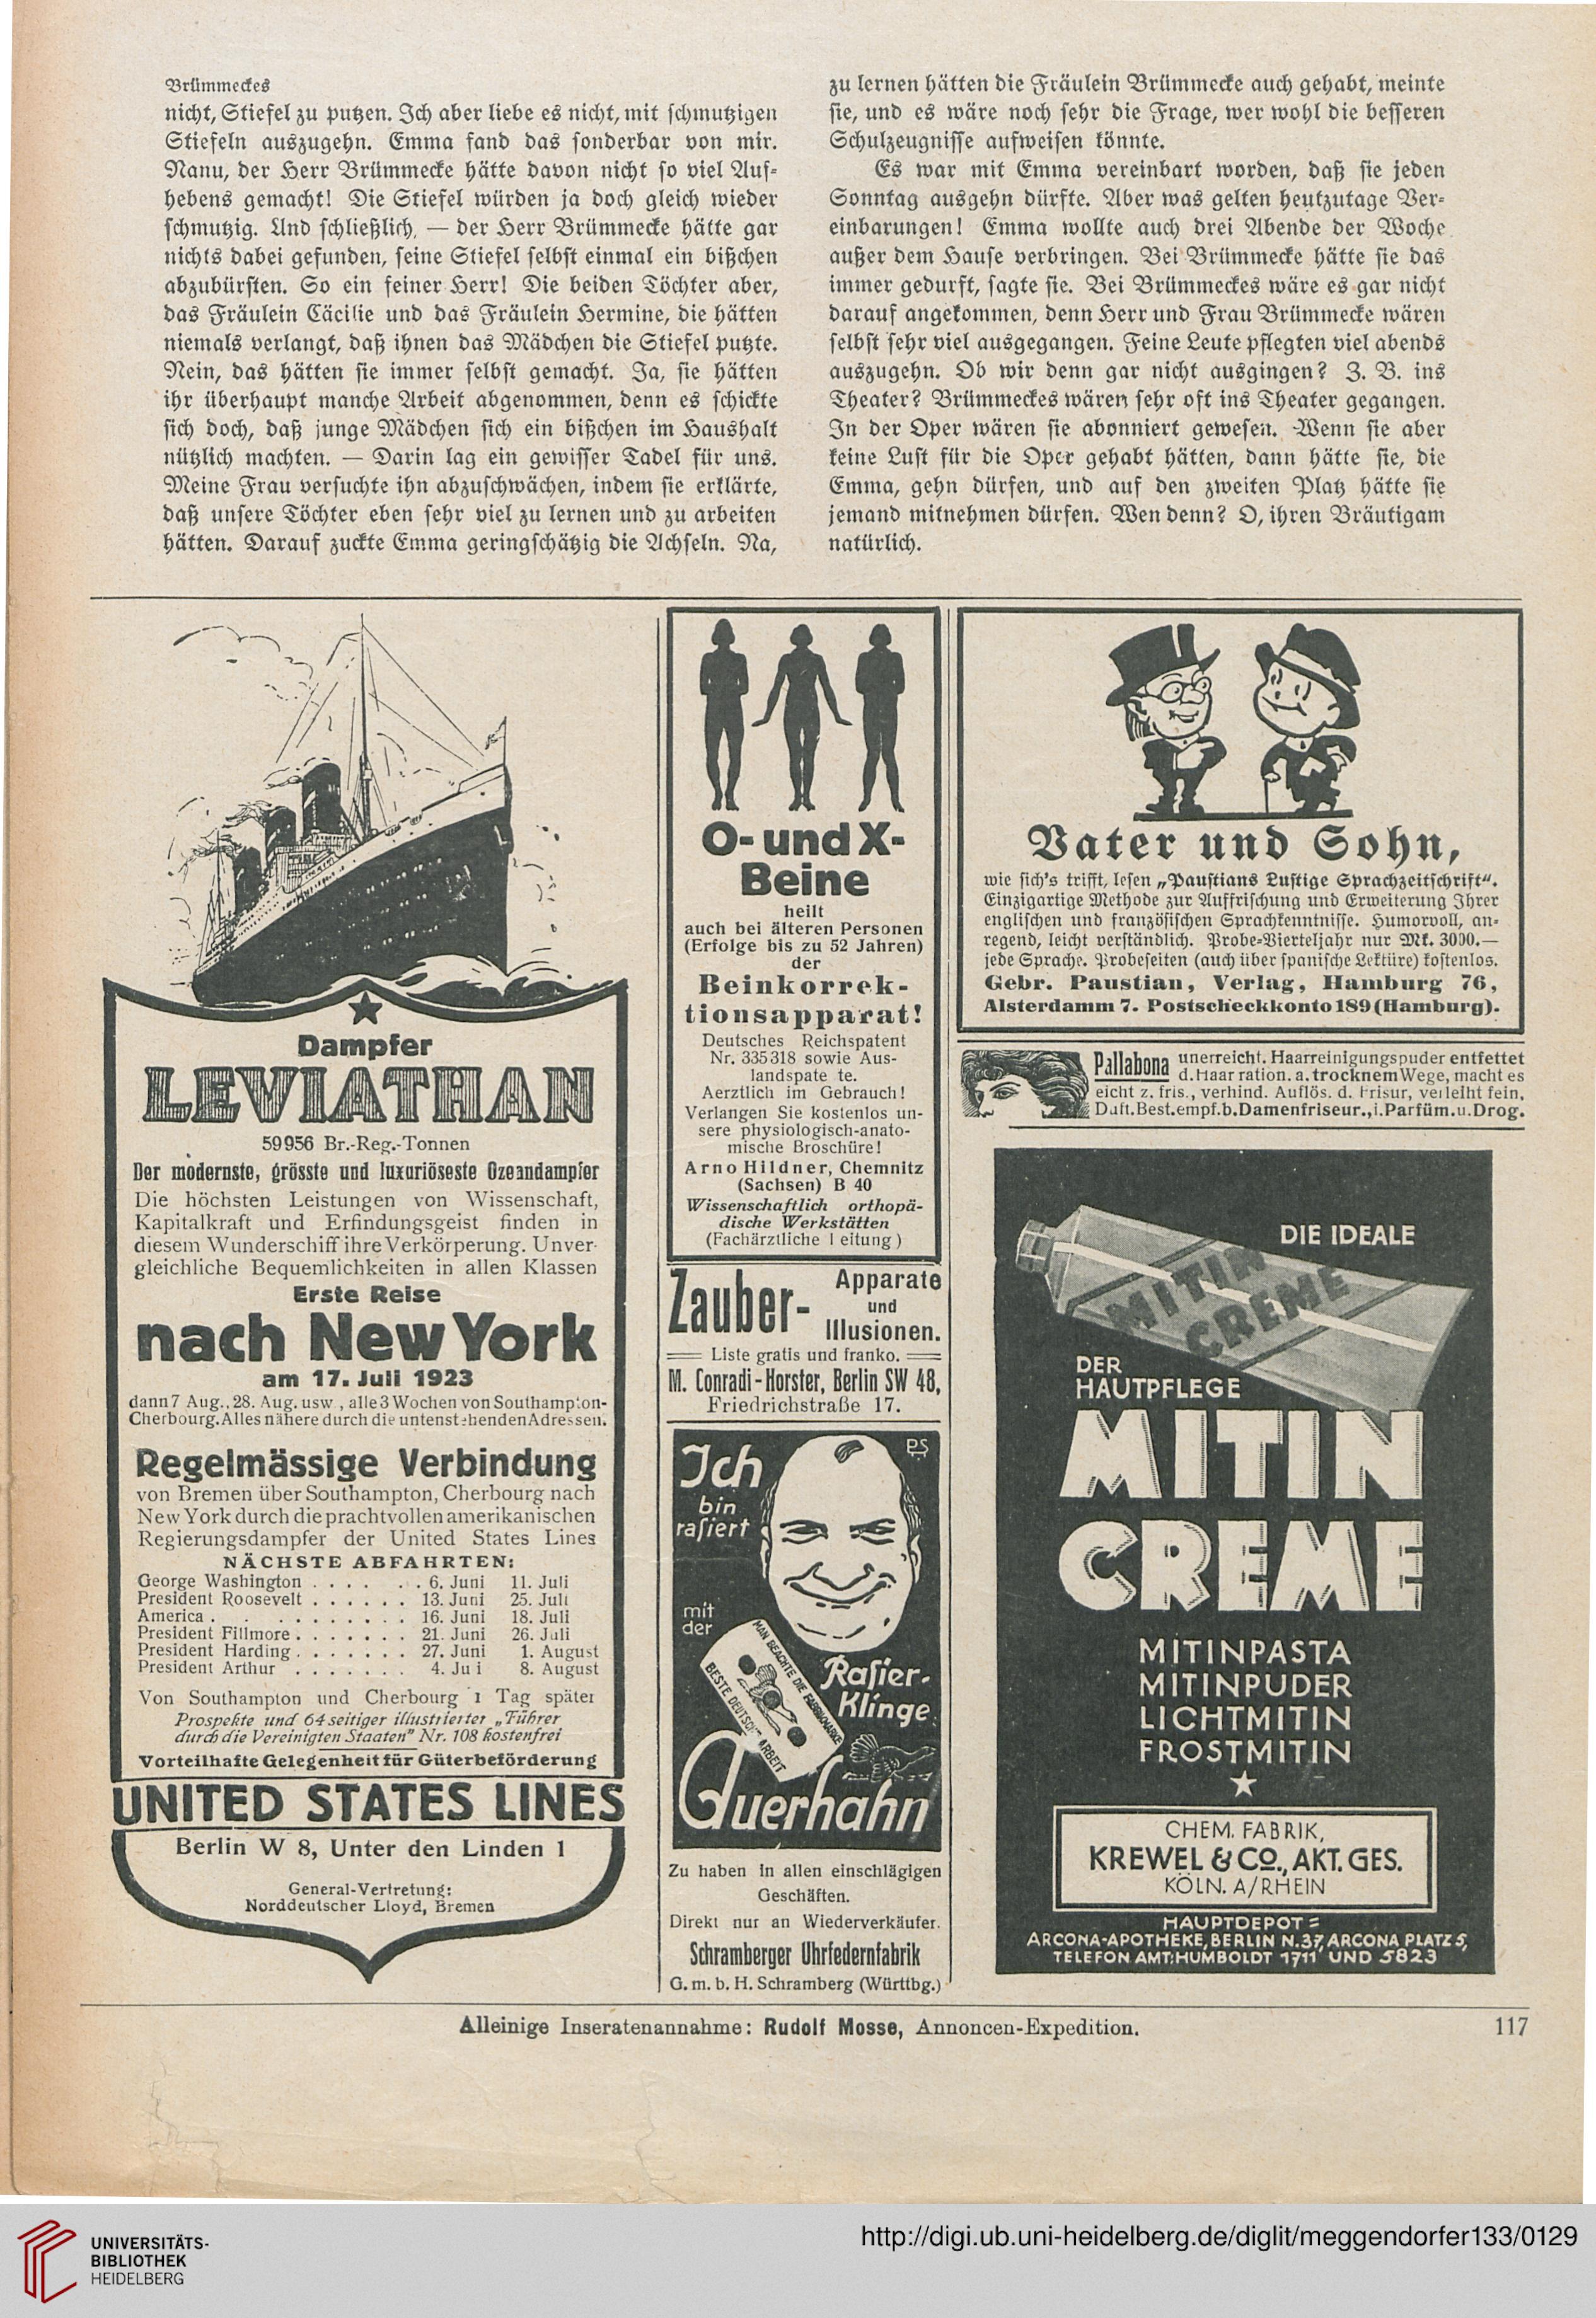 Brümmeckes
nicht, Stiefel zu putzen. Ich aber liebe es nicht, mit schmutzigen
Stiefeln auszugehn. Emma fand das sonderbar von mir.
Nanu, der Herr Brümmecke hätte davon nicht so viel Auf-
hebens gemacht! Die Stiefel würden ja doch gleich wieder
schmutzig. Und schließlich, — der Herr Brümmecke hätte gar
nichts dabei gefunden, seine Stiefel selbst einmal ein bißchen
abzubürsten. So ein feiner Herr! Die beiden Töchter aber,
das Fräulein Cäcilie und das Fräulein Hermine, die hätten
niemals verlangt, daß ihnen das Mädchen die Stiefel putzte.
Nein, das hätten sie immer selbst gemacht. Ja, sie hätten
ihr überhaupt manche Arbeit abgenommen, denn es schickte
sich doch, daß junge Mädchen sich ein bißchen im Haushalt
nützlich machten. — Darin lag ein gewisser Tadel für uns.
Meine Frau versuchte ihn abzuschwächen, indem sie erklärte,
daß unsere Töchter eben sehr viel zu lernen und zu arbeiten
hätten. Darauf zuckte Emma geringschätzig die Achseln. Na,
zu lernen hätten die Fräulein Brümmecke auch gehabt, meinte
sie, und es wäre noch sehr die Frage, wer wohl die besseren
Schulzeugnisse aufweisen könnte.
Es war mit Emma vereinbart worden, daß sie jeden
Sonntag ausgehn dürfte. Aber was gelten heutzutage Ver-
einbarungen! Emma wollte auch drei Abende der Woche
außer dem Hause verbringen. Bei Brümmecke hätte sie das
immer gedurft, sagte sie. Bei Brümmeckes wäre es gar nicht
darauf angekommen, denn Herr und Frau Brümmecke wären
selbst sehr viel ausgegangen. Feine Leute pflegten viel abends
auszugehn. Ob wir denn gar nicht ausgingen? Z. B. ins
Theater? Brümmeckes wären sehr oft ins Theater gegangen.
In der Oper wären sie abonniert gewesen. Wenn sie aber
keine Lust für die Oper gehabt hätten, dann hätte sie, die
Emma, gehn dürfen, und auf den zweiten Platz hätte sie
jemand mitnehmen dürfen. Wen denn? O, ihren Bräutigam
natürlich.
Dampfer
LEVIATHAN
59956 Br.-Reg.-Tonnen
Der modernste, grösste und luxuriöseste Ozeandampfer
Die höchsten Leistungen von Wissenschaft,
Kapitalkraft und Erfindungsgeist finden in
diesem Wunderschiff ihre Verkörperung. Unver-
gleichliche Bequemlichkeiten in allen Klassen
Erste Reise
nach New York
am 17. Juli 1923
dann 7 Aug., 28. Aug. usw., alle 3 Wochen von Southampton-
Cherbourg. Alles nähere durch die untenstehenden Adressen.
Regelmässige Verbindung
von Bremen über Southampton, Cherbourg nach
New York durch die prachtvollen amerikanischen
Regierungsdampfer der United States Lines
NÄCHSTE ABFAHRTEN:
George Washington . . . . . . 6. Juni 11. Juli
President Roosevelt . . . . . . 13. Juni 25. Juli
America . . . . . . . . . . 16. Juni 18. Juli
President Fillmore . . . . . . . 21. Juni 26. Juli
President Harding . . . . . . . 27. Juni 1. August
President Arthur . . . . . . . 4. Ju i 8. August
Von Southampton und Cherbourg 1 Tag später
Prospekte und 64 seitiger illustrierter „Führer
durch die Vereinigten Staaten" Nr. 108 kostenfrei
Vorteilhafte Gelegenheit für Güterbeförderung
UNITED STATES LINES
Berlin W 8, Unter den Linden 1
General-Vertretung:
Norddeutscher Lloyd, Bremen
O- und X-
Beine
heilt
auch bei älteren Personen
(Erfolge bis zu 52 Jahren)
der
Beinkorrek-
tionsapparat!
Deutsches Reichspatent
Nr. 335318 sowie Aus-
landspate te.
Aerztlich im Gebrauch!
Verlangen Sie kostenlos un-
sere physiologisch-anato-
mische Broschüre!
Arno Hildner, Chemnitz
(Sachsen) B 40
Wissenschaftlich orthopä-
dische Werkstätten
(Fachärztliche Leitung)
Zauber-
Apparate
und
Illusionen.
Liste gratis und franko.
M. Conradi-Horster, Berlin SW 48,
Friedrichstraße 17.
PS
Ich
bin
rasiert
mit
der
MAN BEACHTE DIE FABRIKMARKE
BESTE DEUTSCHE ARBEIT
Rasier-
Klinge
Auerhahn
Zu haben in allen einschlägigen
Geschäften.
Direkt nur an Wiederverkäufer.
Schramberger Uhrfedernfabrik
G. m. b. H. Schramberg (Württbg.)
Vater und Sohn,
wie sich's trifft, lesen „Paustians Lustige Sprachzeitschrift".
Einzigartige Methode zur Auffrischung und Erweiterung Ihrer
englischen und französischen Sprachkenntnisse. Humorvoll, an-
regend, leicht verständlich. Probe-Vierteljahr nur Mk. 3000.—
jede Sprache. Probeseiten (auch über spanische Lektüre) kostenlos.
Gebr. Paustian, Verlag, Hamburg 76,
Alsterdamm 7. Postscheckkonto 189 (Hamburg).
Pallabona unerreicht. Haarreinigungspuder entfettet
d. Haar ration. a. trocknem Wege, macht es
eicht z. fris., verhind. Auflös. d. Frisur, verleiht fein.
Duft. Best. empf. b. Damenfriseur., i. Parfüm. u. Drog.
DIE IDEALE
MITIN
CREME
DER
HAUTPFLEGE
MITIN
CREME
MITINPASTA
MITINPUDER
LICHTMITIN
FROSTMITIN
CHEM. FABRIK,
KREWEL & CO., AKT. GES.
KÖLN. A/RHEIN
HAUPTDEPOT =
ARCONA-APOTHEKE, BERLIN N. 37, ARCONA PLATZ 5,
TELEFON AMT: HUMBOLDT 1711 UND 5823
Alleinige Inseratenannahme: Rudolf Mosse, Annoncen-Expedition.
117
UNIVERSITÄTS-
BIBLIOTHEK
HEIDELBERG
http://digi.ub.uni-heidelberg.de/diglit/meggendorfer133/0129